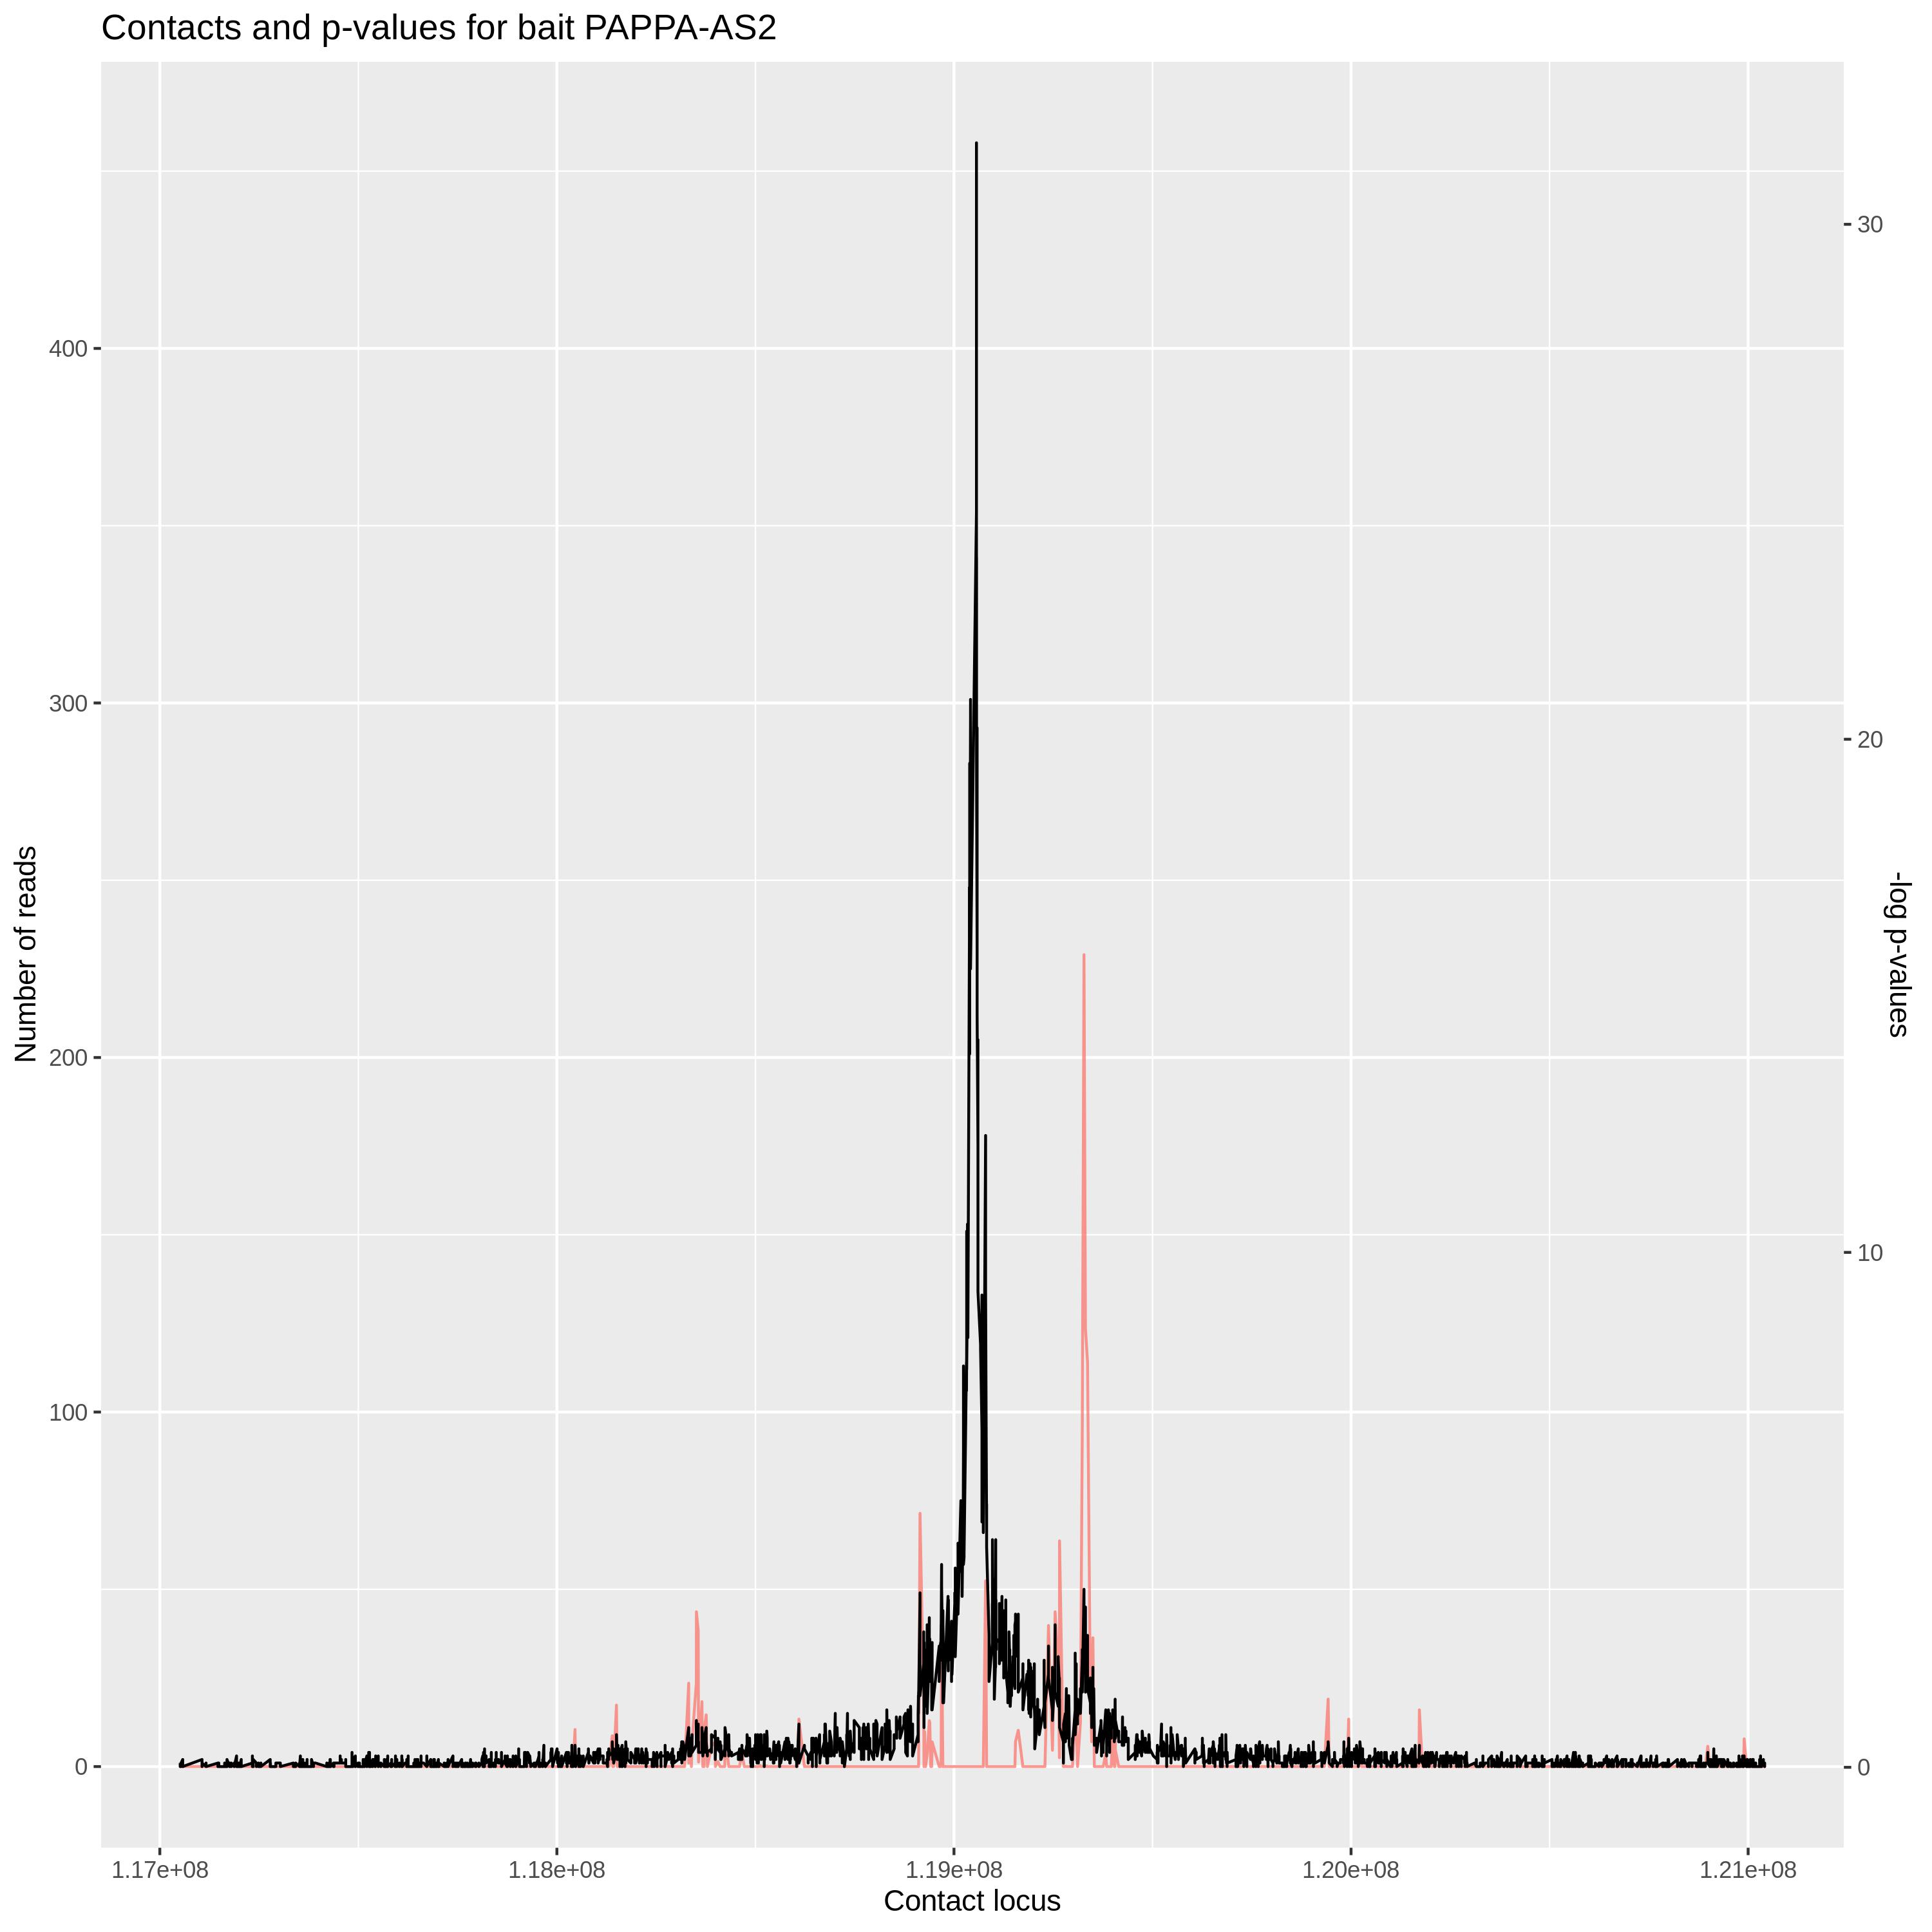 Contacts and p-values for bait PAPPA-AS2
Number of reads
400
300
200
100
0
30
20
10
0
-log p-values
1.17e+08 1.18e+08 1.19e+08 1.20e+08 1.21e+08
Contact locus